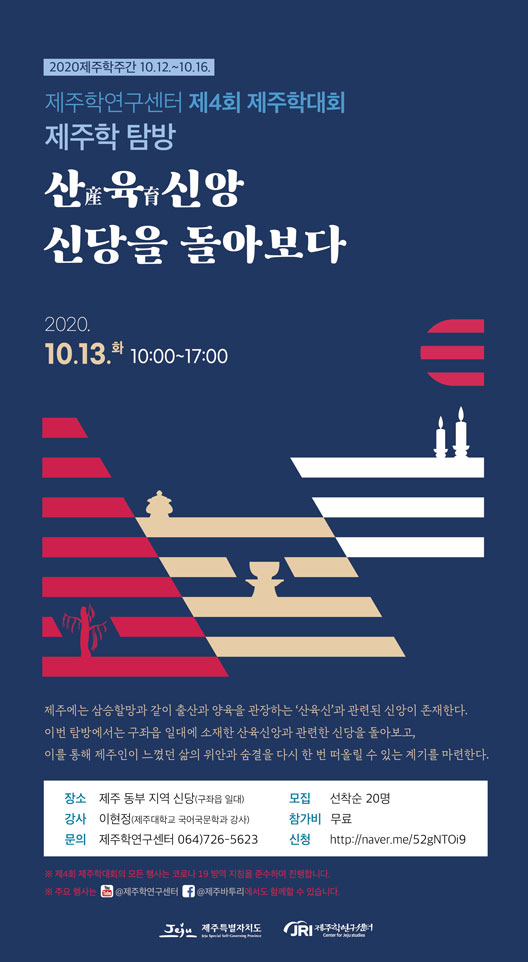 2020제주학주간 10.12.~10.16.
제주학연구센터 제4회 제주학대회
제주학 탐방
산産육育신앙
신당을 돌아보다
2020.
10.13.화 10:00~17:00
제주에는 삼승할망과 같이 출산과 양육을 관장하는 ‘산육신’과 관련된 신앙이 존재한다.
이번 탐방에서는 구좌읍 일대에 소재한 산육신앙과 관련한 신당을 돌아보고,
이를 통해 제주인이 느꼈던 삶의 위안과 숨결을 다시 한 번 떠올릴 수 있는 계기를 마련한다.
장소 제주 동부 지역 신당(구좌읍 일대) 모집 선착순 20명
강사 이현정(제주대학교 국어국문학과 강사) 참가비 무료
문의 제주학연구센터 064)726-5623 신청 http://naver.me/52gNTOi9
※ 제4회 제주학대회의 모든 행사는 코로나 19 방역 지침을 준수하며 진행합니다.
※ 주요 행사는 You Tube @제주학연구센터 f @제주바투리에서도 함께할 수 있습니다.
Jeju 제주특별자치도 JRI 제주학연구센터
Jeju Special Self-Governing Province Center for Jeju studies